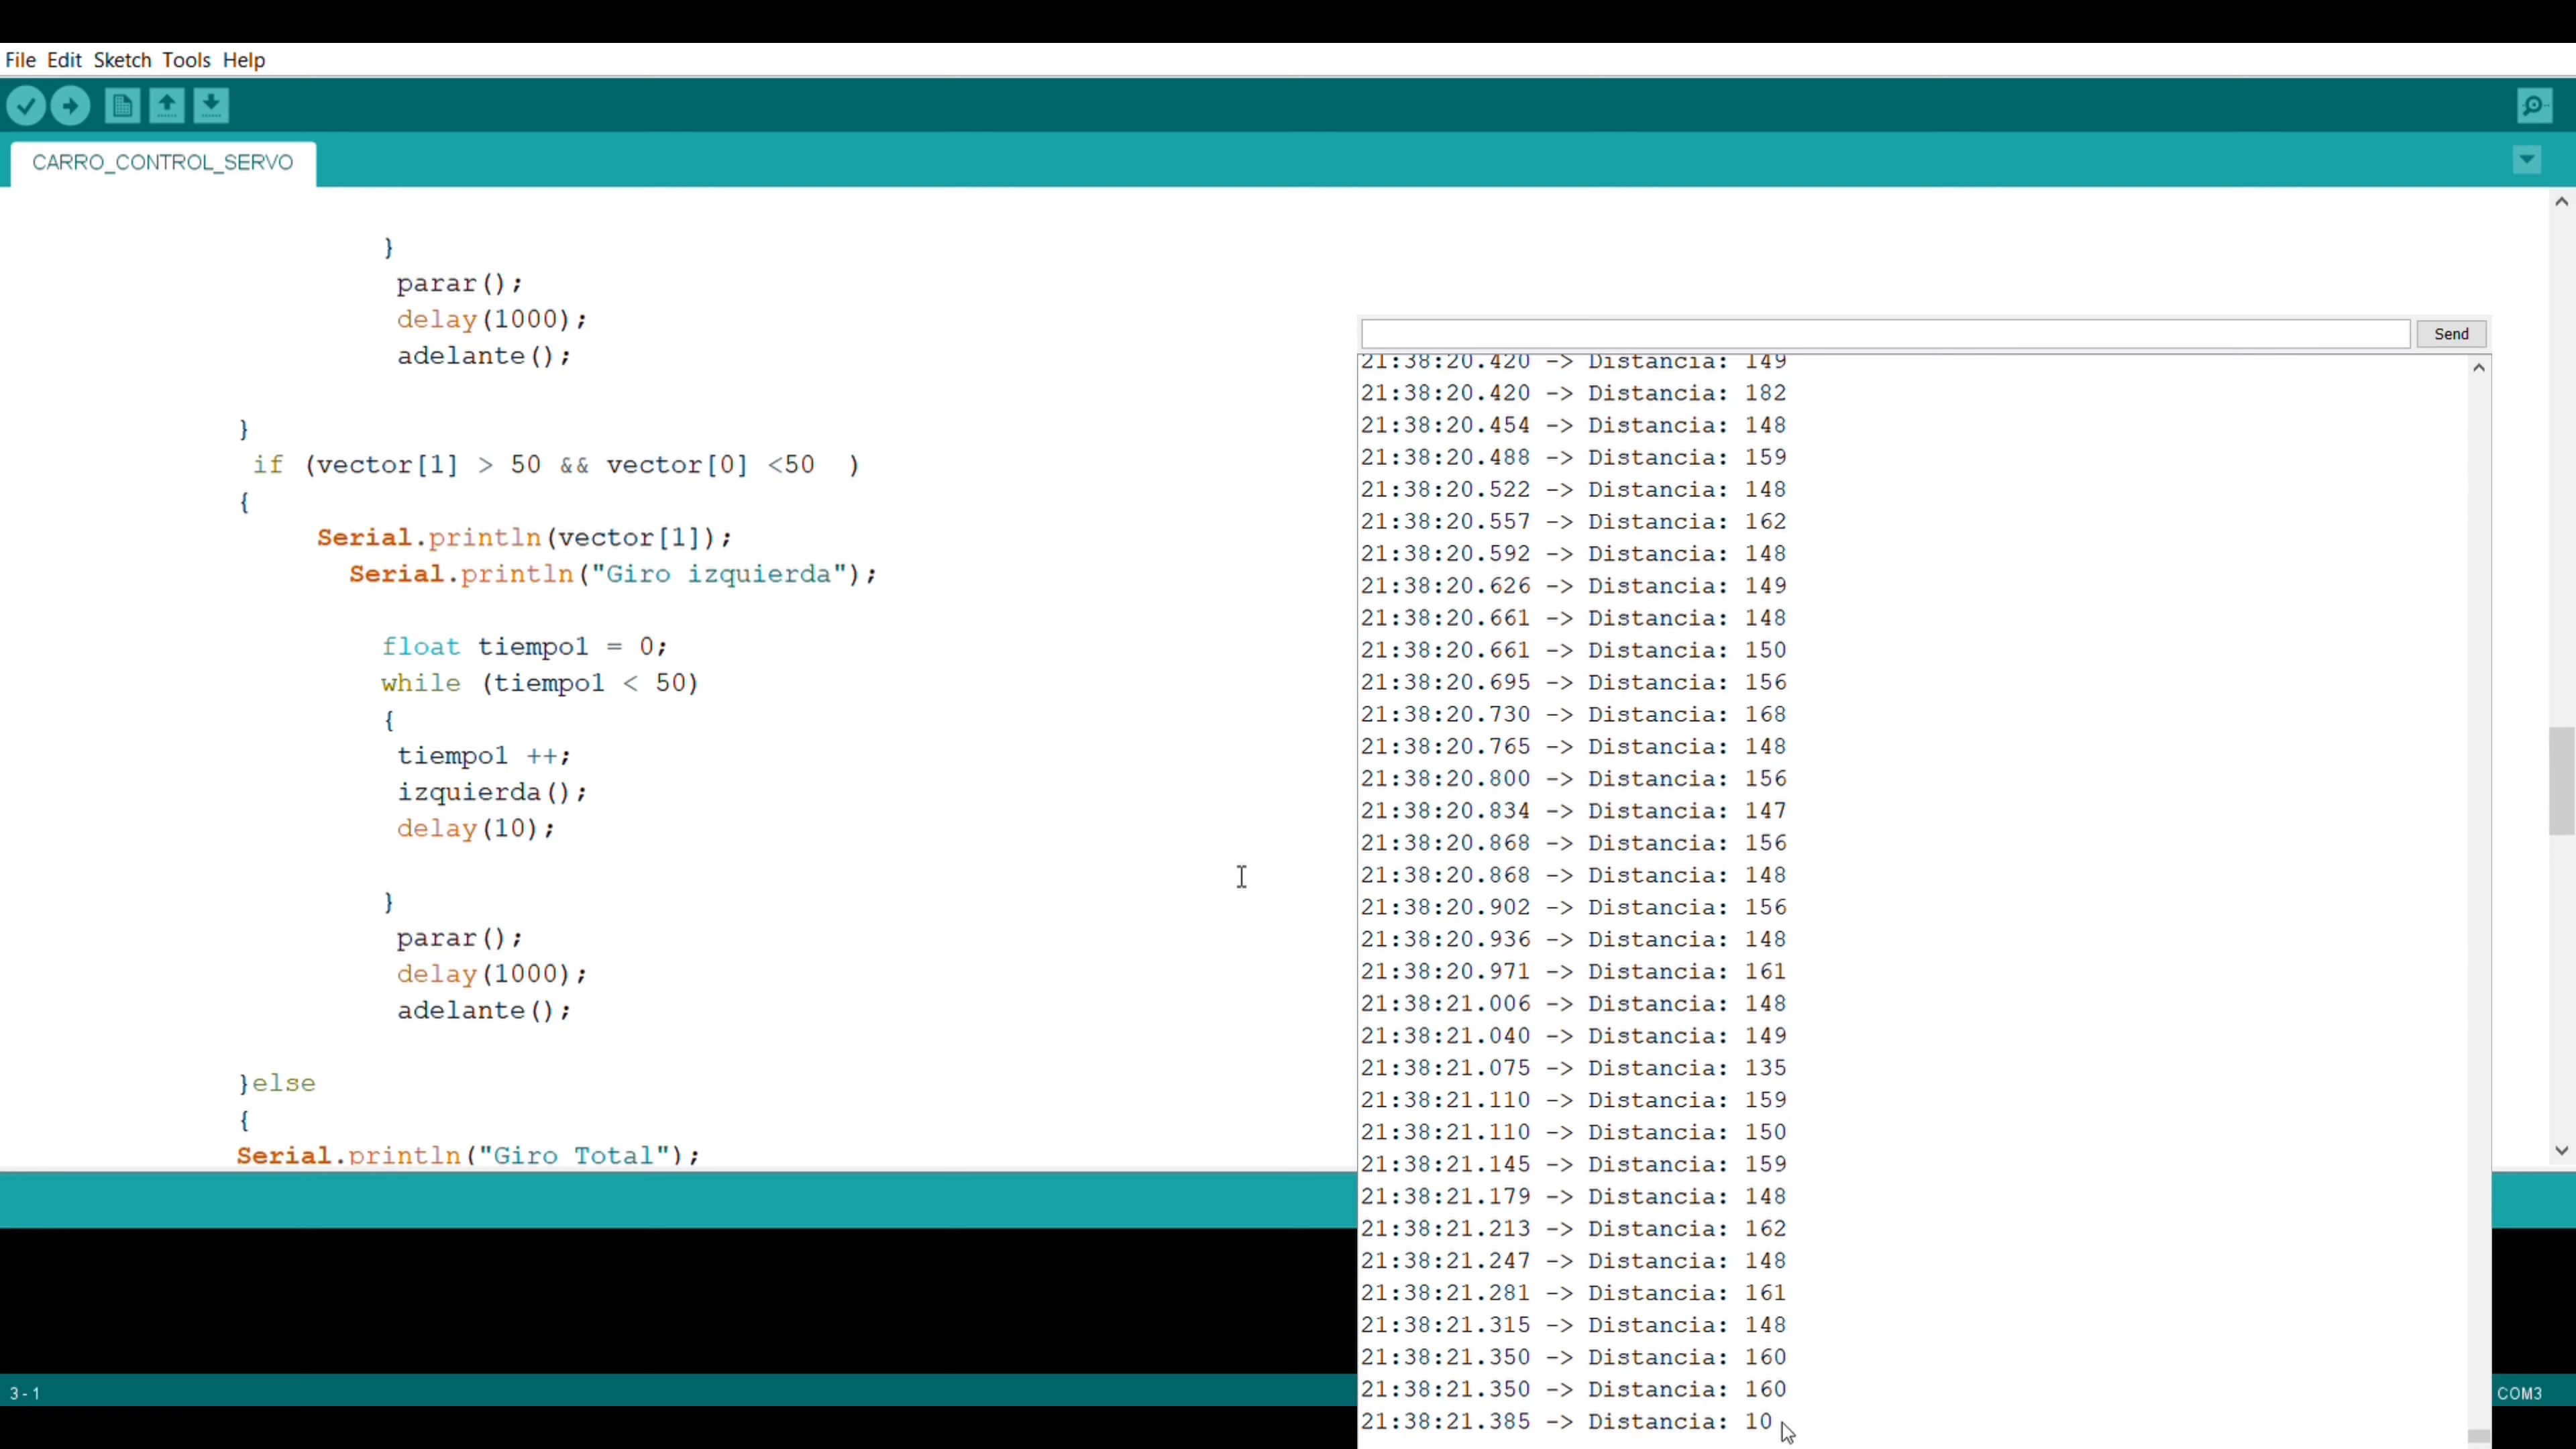 File Edit Sketch Tools Help
CARRO_CONTROL_SERVO
}
parar();
delay(1000);
adelante();
}
if (vector[1] > 50 && vector[0] <50 )
{
Serial.println(vector[1]);
Serial.println("Giro izquierda");
float tiempo1 = 0;
while (tiempo1 < 50)
{
tiempo1 ++;
izquierda();
delay(10);
}
parar();
delay(1000);
adelante();
}else
{
Serial.println("Giro Total");
3 - 1
Send
21:38:20.420 -> Distancia: 149
21:38:20.420 -> Distancia: 182
21:38:20.454 -> Distancia: 148
21:38:20.488 -> Distancia: 159
21:38:20.522 -> Distancia: 148
21:38:20.557 -> Distancia: 162
21:38:20.592 -> Distancia: 148
21:38:20.626 -> Distancia: 149
21:38:20.661 -> Distancia: 148
21:38:20.661 -> Distancia: 150
21:38:20.695 -> Distancia: 156
21:38:20.730 -> Distancia: 168
21:38:20.765 -> Distancia: 148
21:38:20.800 -> Distancia: 156
21:38:20.834 -> Distancia: 147
21:38:20.868 -> Distancia: 156
21:38:20.868 -> Distancia: 148
21:38:20.902 -> Distancia: 156
21:38:20.936 -> Distancia: 148
21:38:20.971 -> Distancia: 161
21:38:21.006 -> Distancia: 148
21:38:21.040 -> Distancia: 149
21:38:21.075 -> Distancia: 135
21:38:21.110 -> Distancia: 159
21:38:21.110 -> Distancia: 150
21:38:21.145 -> Distancia: 159
21:38:21.179 -> Distancia: 148
21:38:21.213 -> Distancia: 162
21:38:21.247 -> Distancia: 148
21:38:21.281 -> Distancia: 161
21:38:21.315 -> Distancia: 148
21:38:21.350 -> Distancia: 160
21:38:21.350 -> Distancia: 160
21:38:21.385 -> Distancia: 10
COM3